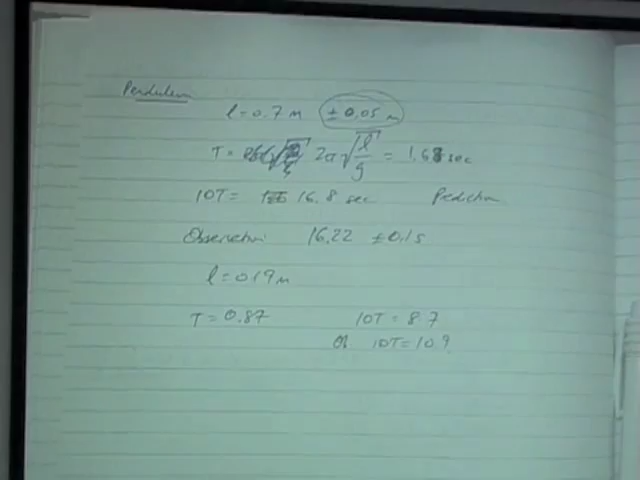 Pendulum
l = 0.7 m ± 0.05 m
T = 2π√(l/g) = 1.68 sec
10T = 16.8 sec Prediction
Observation 16.22 ± 0.1 s
l = 0.19 m
T = 0.87 10T = 8.7
or 10T = 10.9